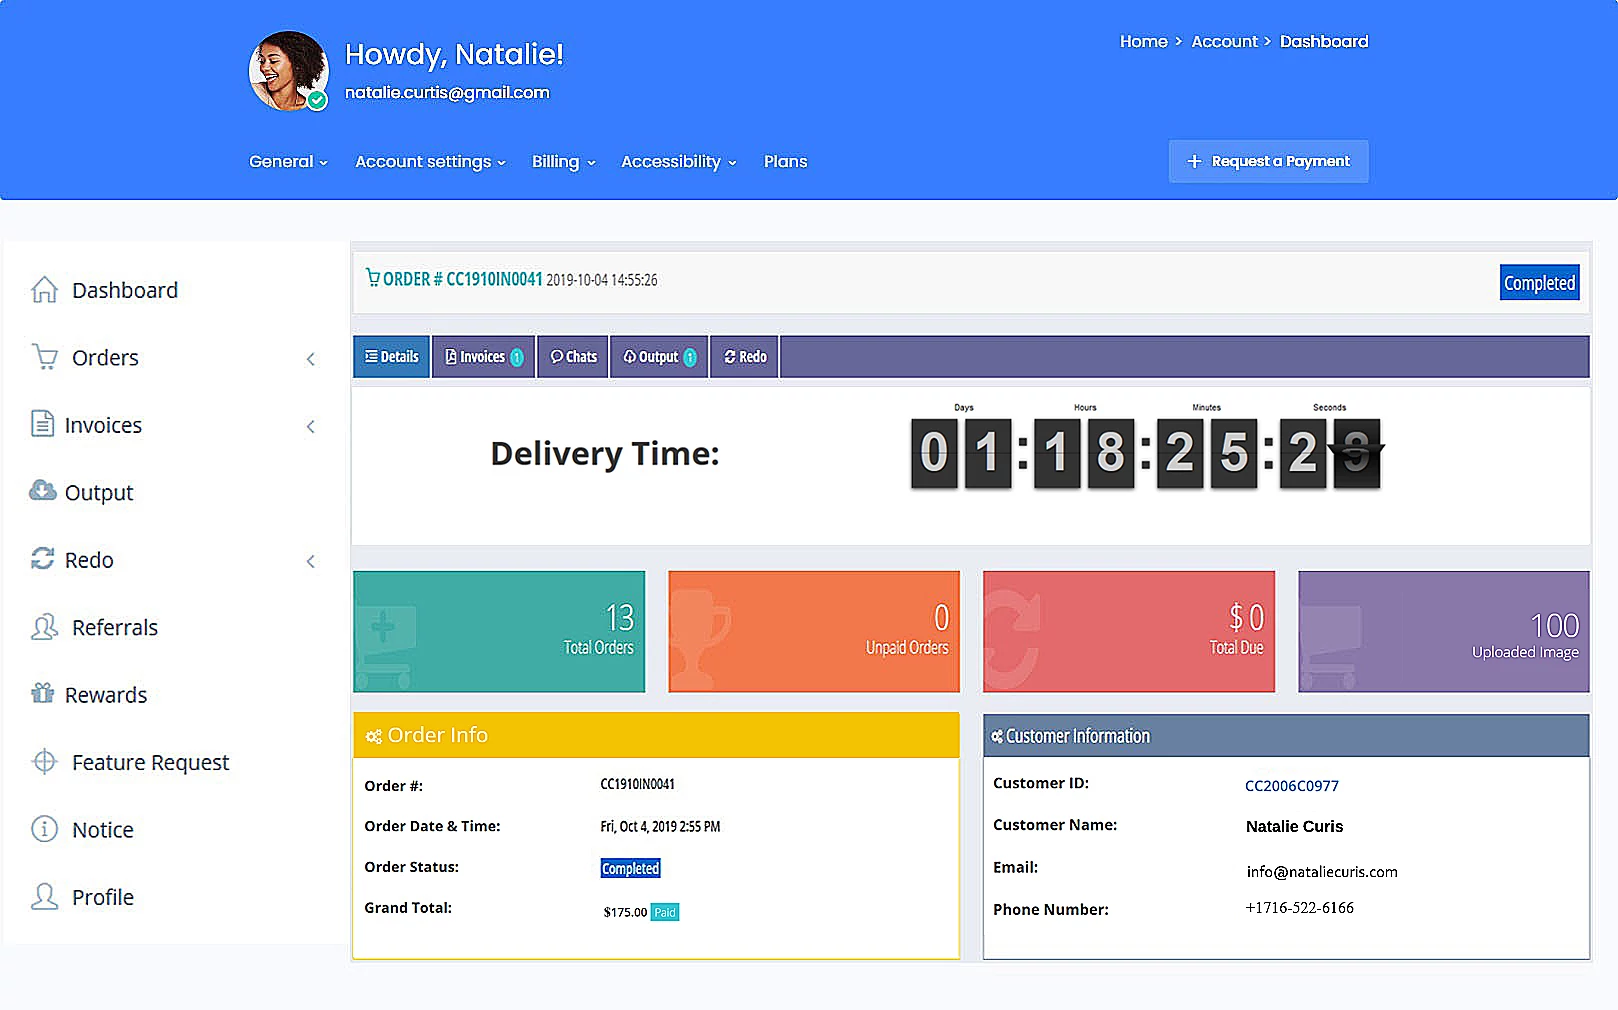 Howdy, Natalie!
natalie.curtis@gmail.com
Home > Account > Dashboard
General Account settings Billing Accessibility Plans
+ Request a Payment
Dashboard
Orders
Invoices
Output
Redo
Referrals
Rewards
Feature Request
Notice
Profile
ORDER # CC1910IN0041 2019-10-04 14:55:26
Completed
Details Invoices 1 Chats Output 1 Redo
Delivery Time:
Days Hours Minutes Seconds
01:18:25:2
13
Total Orders
0
Unpaid Orders
$ 0
Total Due
100
Uploaded Image
Order Info
Order #: CC1910IN0041
Order Date & Time: Fri, Oct 4, 2019 2:55 PM
Order Status: Completed
Grand Total: $175.00 Paid
Customer Information
Customer ID: CC2006C0977
Customer Name: Natalie Curis
Email: info@nataliecuris.com
Phone Number: +1716-522-6166